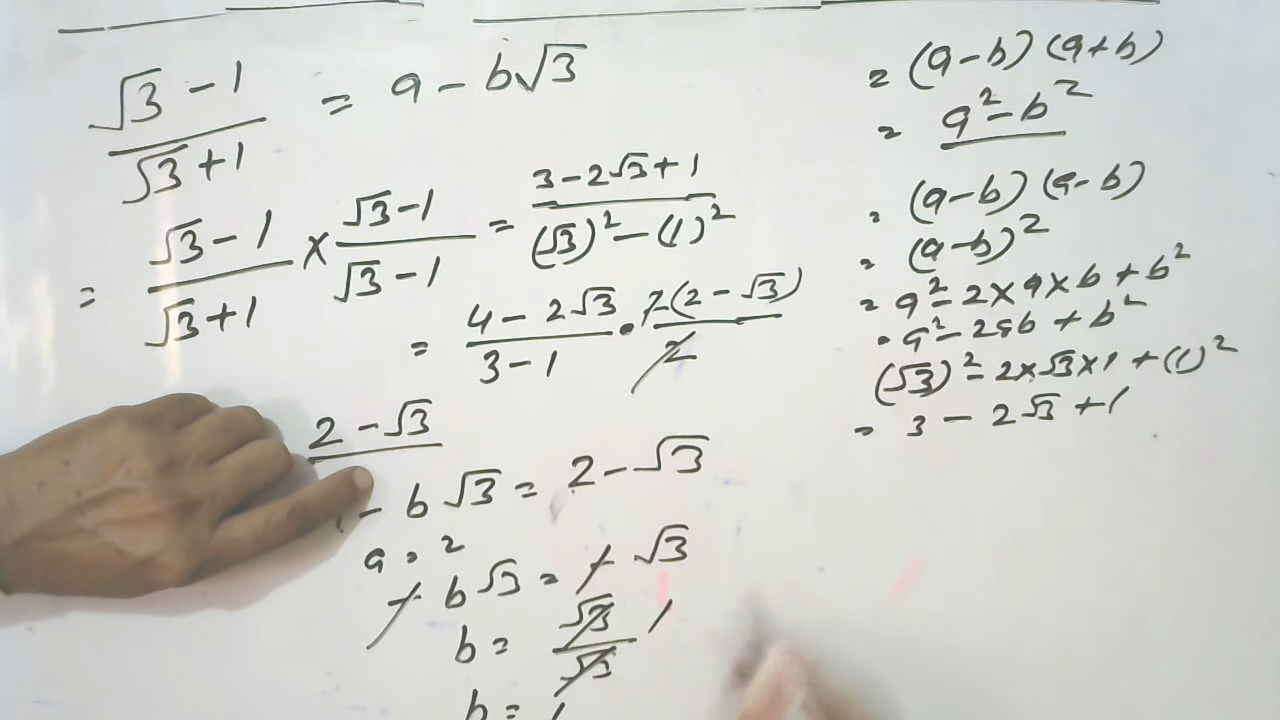 (√3 - 1)/(√3 + 1) = a - b√3
= (√3 - 1)/(√3 + 1) × (√3 - 1)/(√3 - 1) = (3 - 2√3 + 1)/((√3)² - (1)²)
= (4 - 2√3)/(3 - 1) = 2(2 - √3)/2
2 - √3
- b√3 = 2 - √3
a = 2
- b√3 = - √3
b = √3/√3 1
b = 1
= (a - b)(a + b)
= a² - b²
= (a - b)(a - b)
= (a - b)²
= a² - 2 × a × b + b²
= a² - 2ab + b²
(√3)² - 2 × √3 × 1 + (1)²
= 3 - 2√3 + 1